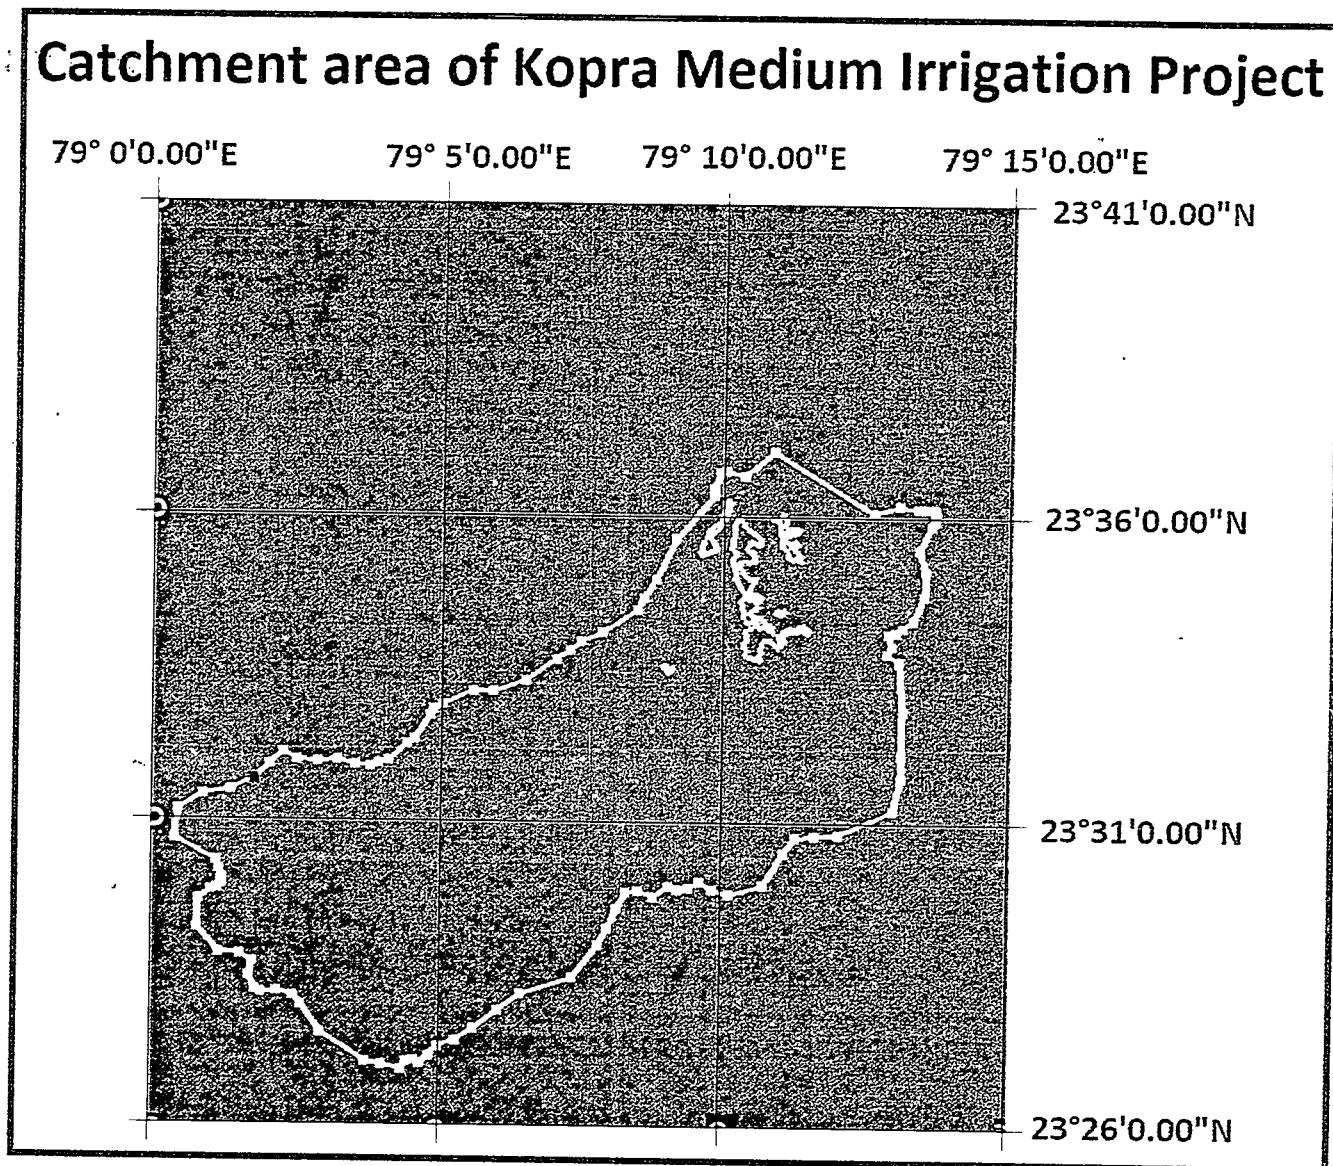 Catchment area of Kopra Medium Irrigation Project
79° 0'0.00"E 79° 5'0.00"E 79° 10'0.00"E 79° 15'0.00"E
23°41'0.00"N
23°36'0.00"N
23°31'0.00"N
23°26'0.00"N